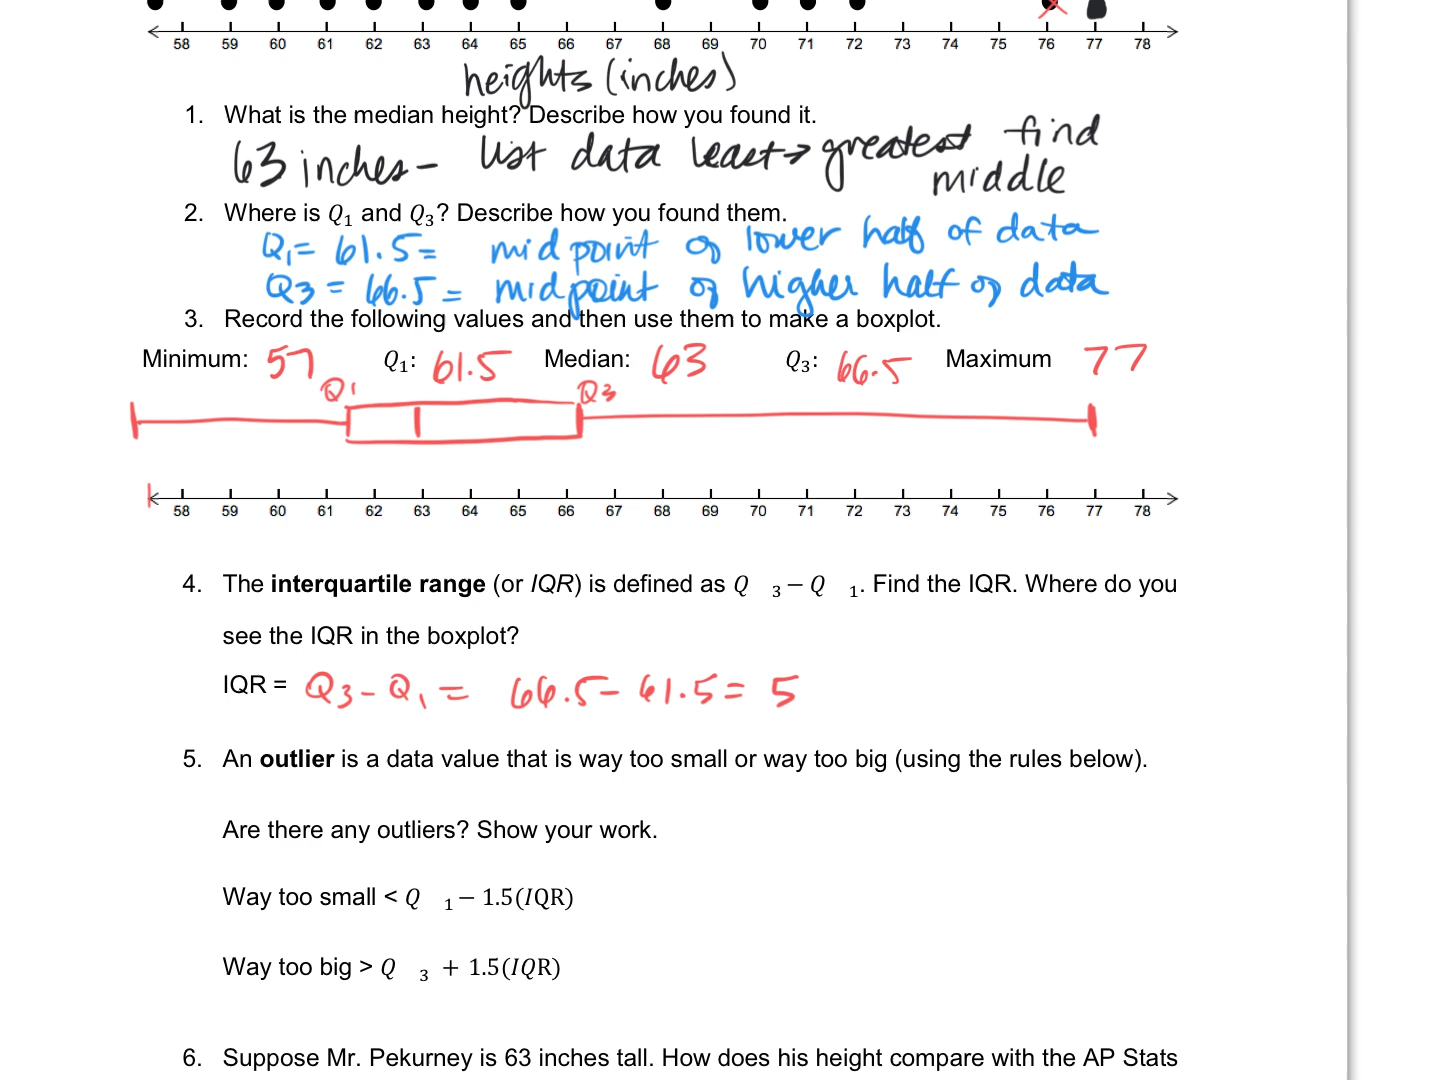 58 59 60 61 62 63 64 65 66 67 68 69 70 71 72 73 74 75 76 77 78
heights (inches)
1. What is the median height? Describe how you found it.
63 inches - list data least → greatest find
middle
2. Where is Q1 and Q3? Describe how you found them.
Q1 = 61.5 = midpoint of lower half of data
Q3 = 66.5 = midpoint of higher half of data
3. Record the following values and then use them to make a boxplot.
Minimum: 57 Q1: 61.5 Median: 63 Q3: 66.5 Maximum 77
Q1 Q3
58 59 60 61 62 63 64 65 66 67 68 69 70 71 72 73 74 75 76 77 78
4. The interquartile range (or IQR) is defined as Q 3 − Q 1. Find the IQR. Where do you
see the IQR in the boxplot?
IQR = Q3 - Q1 = 66.5 - 61.5 = 5
5. An outlier is a data value that is way too small or way too big (using the rules below).
Are there any outliers? Show your work.
Way too small < Q 1 − 1.5(IQR)
Way too big > Q 3 + 1.5(IQR)
6. Suppose Mr. Pekurney is 63 inches tall. How does his height compare with the AP Stats